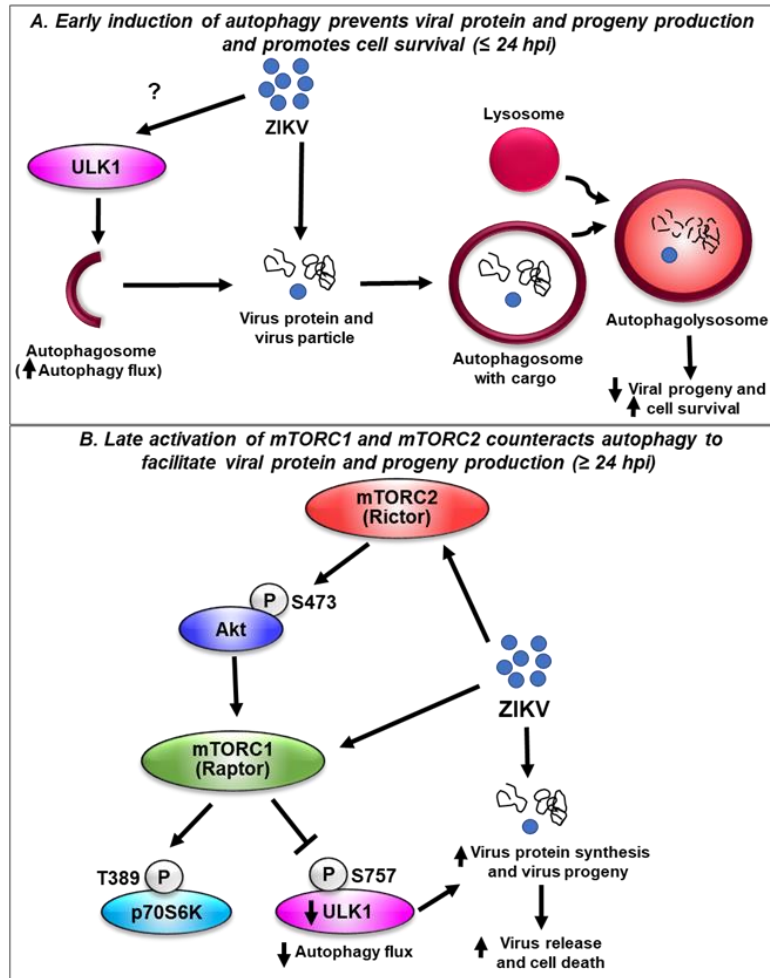 A. Early induction of autophagy prevents viral protein and progeny production
and promotes cell survival (≤ 24 hpi)
?
ZIKV
ULK1
Lysosome
Autophagosome
(⬆Autophagy flux)
Virus protein and
virus particle
Autophagosome
with cargo
Autophagolysosome
⬇ Viral progeny and
⬆ cell survival
B. Late activation of mTORC1 and mTORC2 counteracts autophagy to
facilitate viral protein and progeny production (≥ 24 hpi)
mTORC2
(Rictor)
P S473
Akt
ZIKV
mTORC1
(Raptor)
T389 P
p70S6K
P S757
⬇ ULK1
⬇ Autophagy flux
⬆ Virus protein synthesis
and virus progeny
⬆ Virus release
and cell death